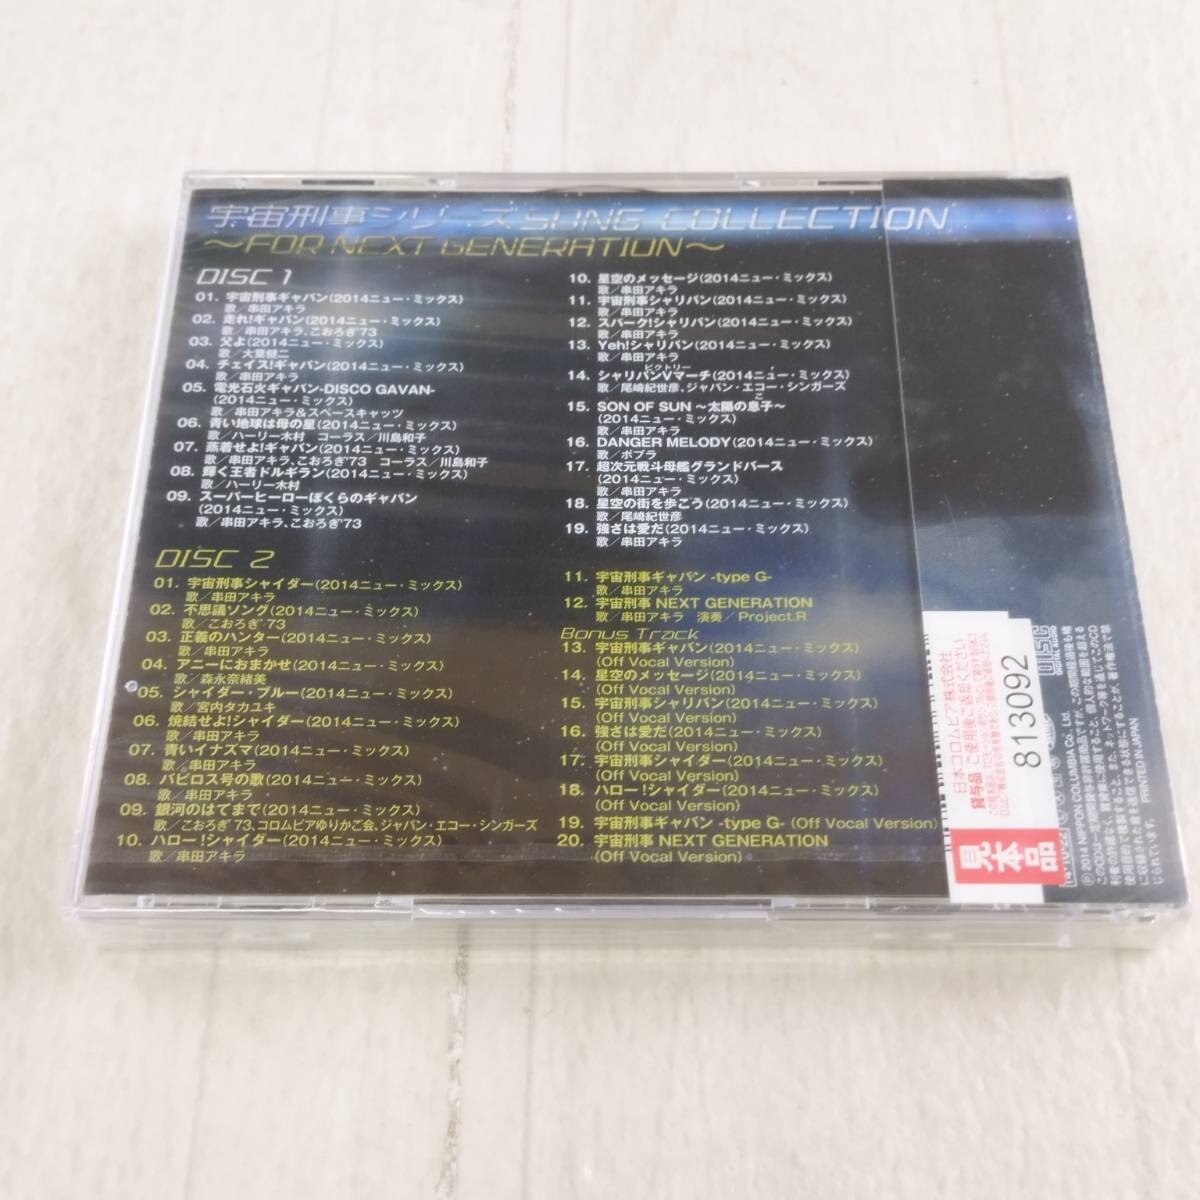 宇宙刑事シリーズ SONG COLLECTION
～FOR NEXT GENERATION～
DISC 1
01. 宇宙刑事ギャバン(2014ニュー・ミックス)
歌／串田アキラ
02. 走れ!ギャバン(2014ニュー・ミックス)
歌／串田アキラ、こおろぎ'73
03. 父よ(2014ニュー・ミックス)
歌／大葉健二
04. チェイス!ギャバン(2014ニュー・ミックス)
歌／串田アキラ
05. 電光石火ギャバン-DISCO GAVAN-
(2014ニュー・ミックス)
歌／串田アキラ&スペースキャッツ
06. 青い地球は母の星(2014ニュー・ミックス)
歌／ハーリー木村 コーラス／川島和子
07. 蒸着せよ!ギャバン(2014ニュー・ミックス)
歌／串田アキラ、こおろぎ'73 コーラス／川島和子
08. 輝く王者ドルギラン(2014ニュー・ミックス)
歌／ハーリー木村
09. スーパーヒーローぼくらのギャバン
(2014ニュー・ミックス)
歌／串田アキラ、こおろぎ'73
10. 星空のメッセージ(2014ニュー・ミックス)
歌／串田アキラ
11. 宇宙刑事シャリバン(2014ニュー・ミックス)
歌／串田アキラ
12. スパーク!シャリバン(2014ニュー・ミックス)
歌／串田アキラ
13. Yeh!シャリバン(2014ニュー・ミックス)
歌／串田アキラ
ビクトリー
14. シャリバンVマーチ(2014ニュー・ミックス)
歌／尾崎紀世彦、ジャパン・エコー・シンガーズ
こ
15. SON OF SUN ～太陽の息子～
(2014ニュー・ミックス)
歌／串田アキラ
16. DANGER MELODY(2014ニュー・ミックス)
歌／ポプラ
17. 超次元戦斗母艦グランドバース
(2014ニュー・ミックス)
歌／串田アキラ
18. 星空の街を歩こう(2014ニュー・ミックス)
歌／尾崎紀世彦
19. 強さは愛だ(2014ニュー・ミックス)
歌／串田アキラ
DISC 2
01. 宇宙刑事シャイダー(2014ニュー・ミックス)
歌／串田アキラ
02. 不思議ソング(2014ニュー・ミックス)
歌／こおろぎ'73
03. 正義のハンター(2014ニュー・ミックス)
04. アニーにおまかせ(2014ニュー・ミックス)
歌／森永奈緒美
05. シャイダー・ブルー(2014ニュー・ミックス)
歌／宮内タカユキ
06. 焼結せよ!シャイダー(2014ニュー・ミックス)
歌／串田アキラ
07. 青いイナズマ(2014ニュー・ミックス)
歌／串田アキラ
08. バビロス号の歌(2014ニュー・ミックス)
歌／串田アキラ
09. 銀河のはてまで(2014ニュー・ミックス)
歌／こおろぎ'73、コロムビアゆりかご会、ジャパン・エコー・シンガーズ
10. ハロー!シャイダー(2014ニュー・ミックス)
歌／串田アキラ
11. 宇宙刑事ギャバン -type G-
歌／串田アキラ
12. 宇宙刑事 NEXT GENERATION
歌／串田アキラ 演奏／Project.R
Bonus Track
13. 宇宙刑事ギャバン(2014ニュー・ミックス)
(Off Vocal Version)
14. 星空のメッセージ(2014ニュー・ミックス)
(Off Vocal Version)
15. 宇宙刑事シャリバン(2014ニュー・ミックス)
(Off Vocal Version)
16. 強さは愛だ(2014ニュー・ミックス)
(Off Vocal Version)
17. 宇宙刑事シャイダー(2014ニュー・ミックス)
(Off Vocal Version)
18. ハロー!シャイダー(2014ニュー・ミックス)
(Off Vocal Version)
19. 宇宙刑事ギャバン -type G- (Off Vocal Version)
20. 宇宙刑事 NEXT GENERATION
(Off Vocal Version)
見本品
日本コロムビア株式会社
貸与品 ご使用後ご返却ください
813092
DISC
DIGITAL AUDIO
Ⓟ2014 NIPPON COLUMBIA Co., Ltd.
PRINTED IN JAPAN